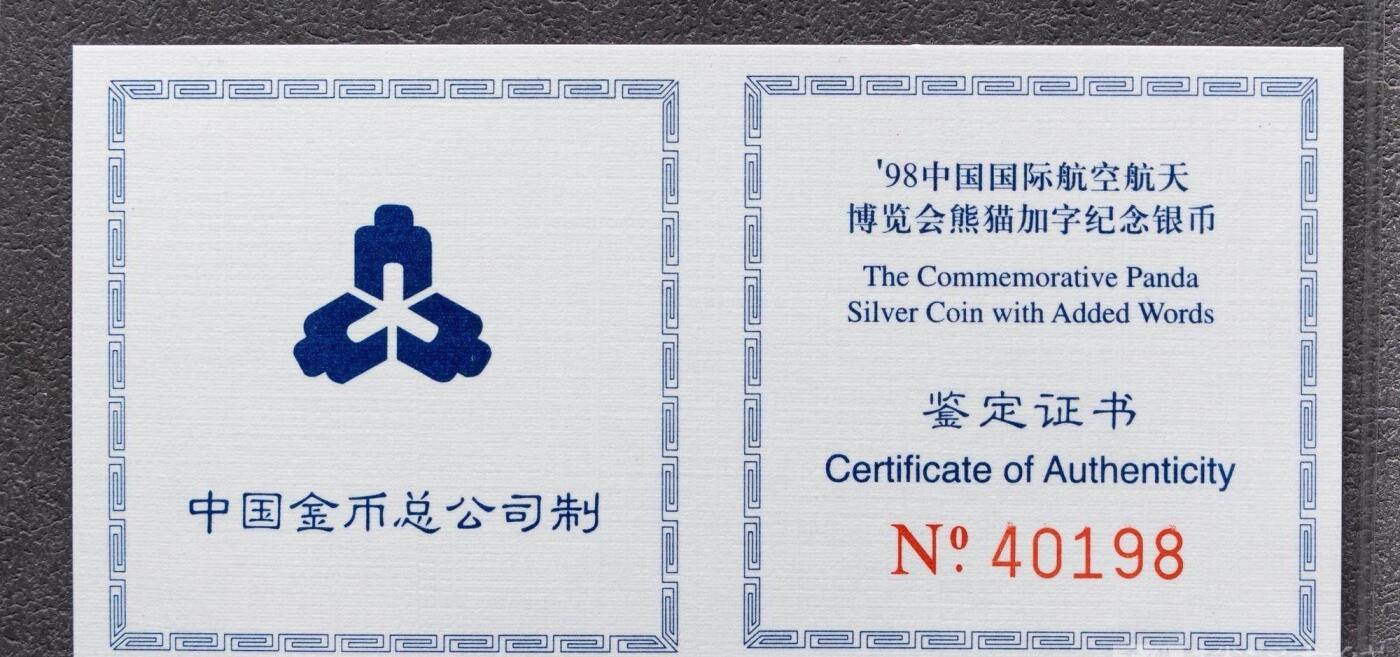 中国金币总公司制
'98中国国际航空航天
博览会熊猫加字纪念银币
The Commemorative Panda
Silver Coin with Added Words
鉴定证书
Certificate of Authenticity
Nº. 40198